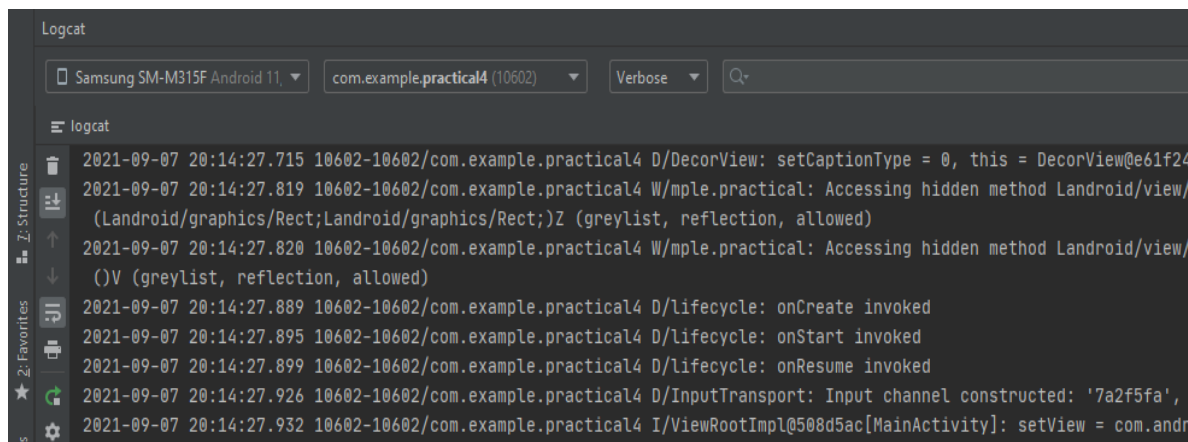 Logcat
Samsung SM-M315F Android 11, com.example.practical4 (10602) Verbose
logcat
2021-09-07 20:14:27.715 10602-10602/com.example.practical4 D/DecorView: setCaptionType = 0, this = DecorView@e61f24
2021-09-07 20:14:27.819 10602-10602/com.example.practical4 W/mple.practical: Accessing hidden method Landroid/view/
(Landroid/graphics/Rect;Landroid/graphics/Rect;)Z (greylist, reflection, allowed)
2021-09-07 20:14:27.820 10602-10602/com.example.practical4 W/mple.practical: Accessing hidden method Landroid/view/
()V (greylist, reflection, allowed)
2021-09-07 20:14:27.889 10602-10602/com.example.practical4 D/lifecycle: onCreate invoked
2021-09-07 20:14:27.895 10602-10602/com.example.practical4 D/lifecycle: onStart invoked
2021-09-07 20:14:27.899 10602-10602/com.example.practical4 D/lifecycle: onResume invoked
2021-09-07 20:14:27.926 10602-10602/com.example.practical4 D/InputTransport: Input channel constructed: '7a2f5fa',
2021-09-07 20:14:27.932 10602-10602/com.example.practical4 I/ViewRootImpl@508d5ac[MainActivity]: setView = com.andr
7: Structure
2: Favorites